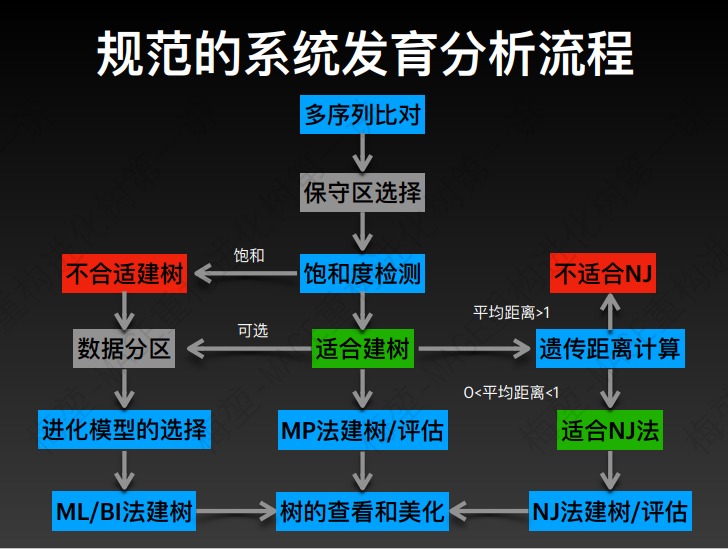 规范的系统发育分析流程
多序列比对
保守区选择
饱和
不合适建树
饱和度检测
不适合NJ
平均距离>1
可选
数据分区
适合建树
遗传距离计算
0<平均距离<1
进化模型的选择
MP法建树/评估
适合NJ法
ML/BI法建树
树的查看和美化
NJ法建树/评估